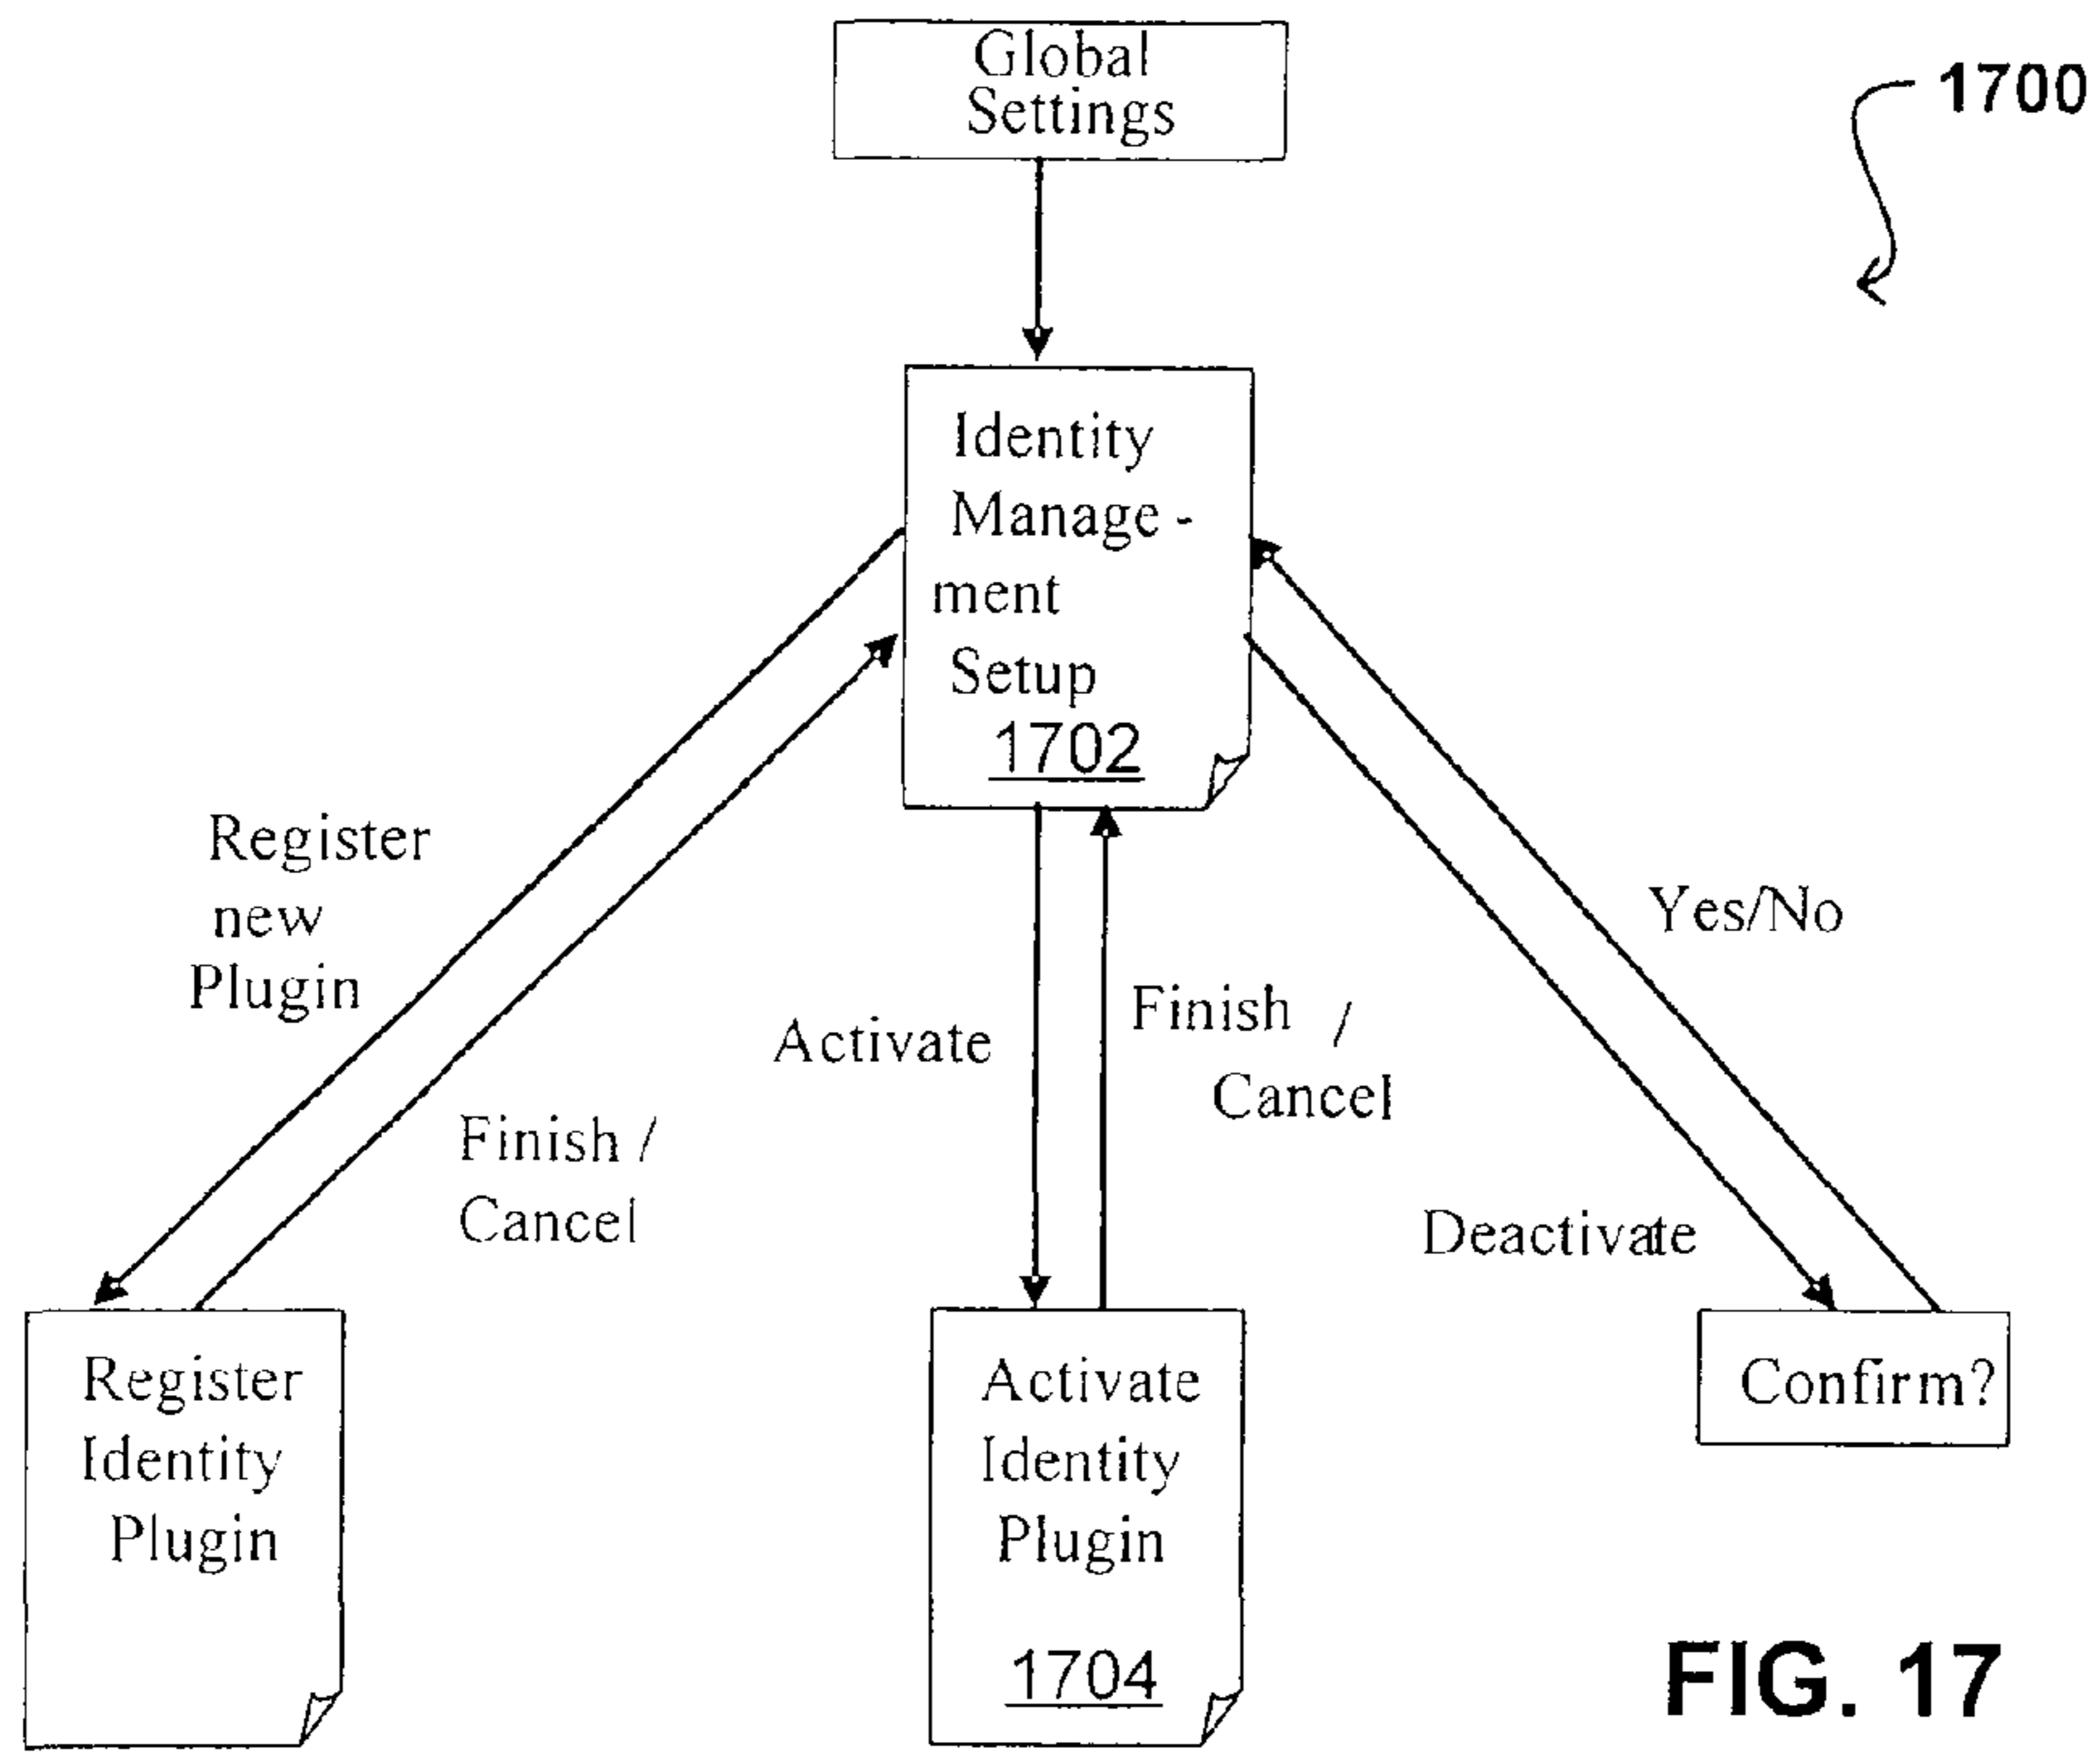 Global
Settings
1700
Identity
Manage -
ment
Setup
1702
Register
new
Plugin
Finish /
Cancel
Activate
Finish /
Cancel
Yes/No
Deactivate
Register
Identity
Plugin
Activate
Identity
Plugin
1704
Confirm?
FIG. 17